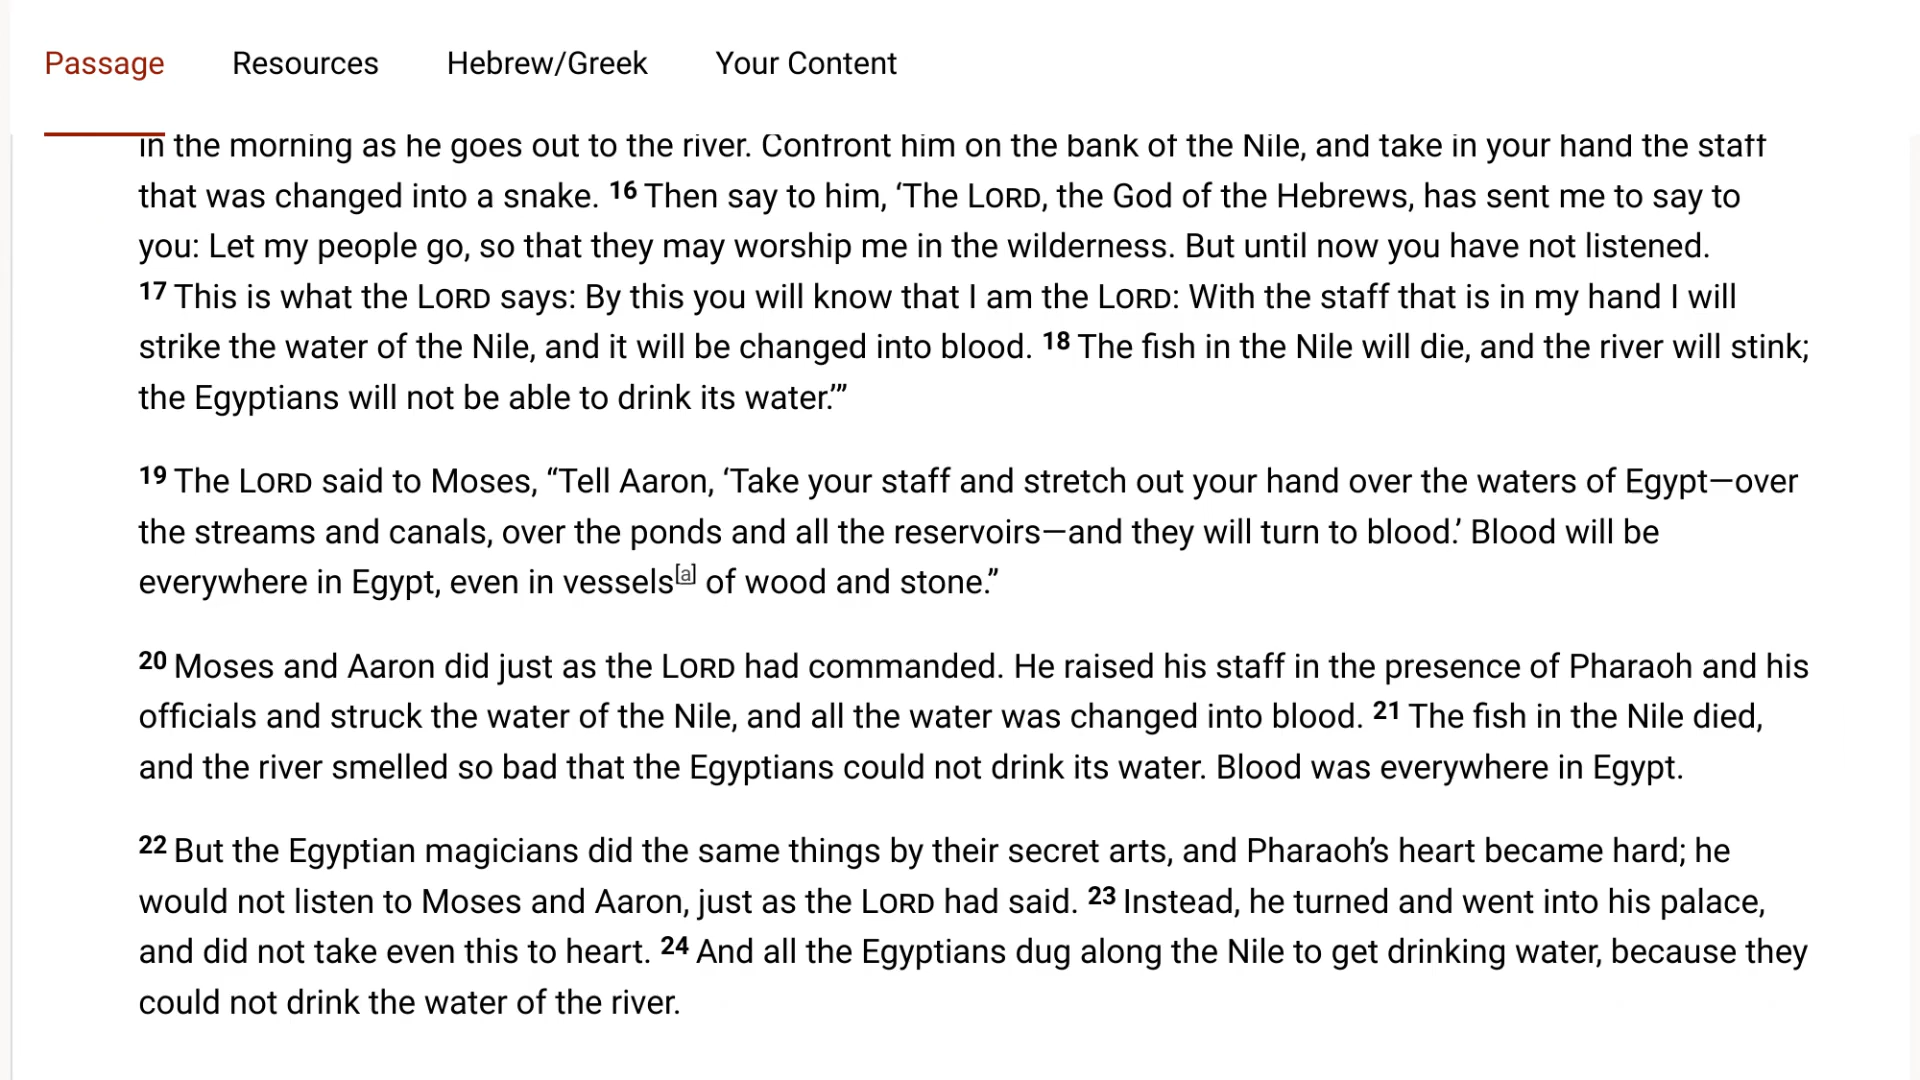 Passage Resources Hebrew/Greek Your Content
in the morning as he goes out to the river. Confront him on the bank of the Nile, and take in your hand the staff
that was changed into a snake. 16 Then say to him, ‘The LORD, the God of the Hebrews, has sent me to say to
you: Let my people go, so that they may worship me in the wilderness. But until now you have not listened.
17 This is what the LORD says: By this you will know that I am the LORD: With the staff that is in my hand I will
strike the water of the Nile, and it will be changed into blood. 18 The fish in the Nile will die, and the river will stink;
the Egyptians will not be able to drink its water.’”
19 The LORD said to Moses, “Tell Aaron, ‘Take your staff and stretch out your hand over the waters of Egypt—over
the streams and canals, over the ponds and all the reservoirs—and they will turn to blood.’ Blood will be
everywhere in Egypt, even in vessels[a] of wood and stone.”
20 Moses and Aaron did just as the LORD had commanded. He raised his staff in the presence of Pharaoh and his
officials and struck the water of the Nile, and all the water was changed into blood. 21 The fish in the Nile died,
and the river smelled so bad that the Egyptians could not drink its water. Blood was everywhere in Egypt.
22 But the Egyptian magicians did the same things by their secret arts, and Pharaoh’s heart became hard; he
would not listen to Moses and Aaron, just as the LORD had said. 23 Instead, he turned and went into his palace,
and did not take even this to heart. 24 And all the Egyptians dug along the Nile to get drinking water, because they
could not drink the water of the river.